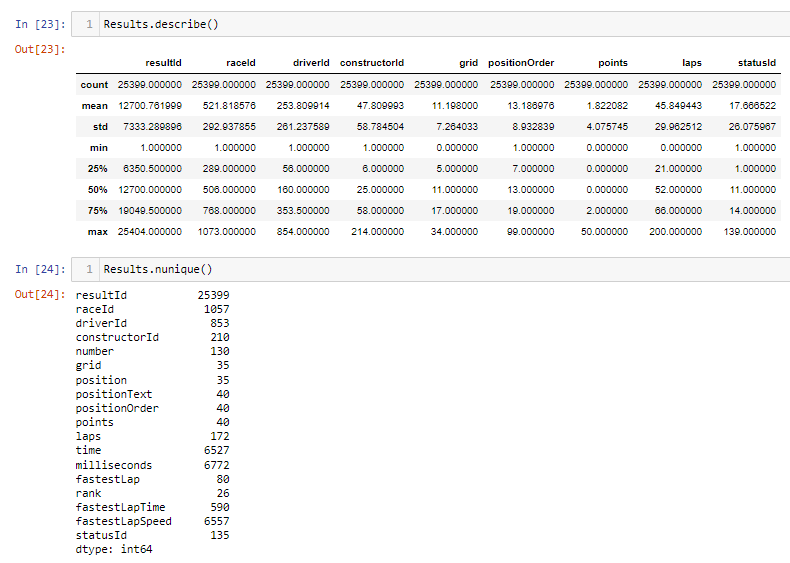 In [23]: 1 Results.describe()
Out[23]:
resultId raceId driverId constructorId grid positionOrder points laps statusId
count 25399.000000 25399.000000 25399.000000 25399.000000 25399.000000 25399.000000 25399.000000 25399.000000 25399.000000
mean 12700.761999 521.818576 253.809914 47.809993 11.198000 13.186976 1.822082 45.849443 17.666522
std 7333.289896 292.937855 261.237589 58.784504 7.264033 8.932839 4.075745 29.962512 26.075967
min 1.000000 1.000000 1.000000 1.000000 0.000000 1.000000 0.000000 0.000000 1.000000
25% 6350.500000 289.000000 56.000000 6.000000 5.000000 7.000000 0.000000 21.000000 1.000000
50% 12700.000000 506.000000 160.000000 25.000000 11.000000 13.000000 0.000000 52.000000 11.000000
75% 19049.500000 768.000000 353.500000 58.000000 17.000000 19.000000 2.000000 66.000000 14.000000
max 25404.000000 1073.000000 854.000000 214.000000 34.000000 99.000000 50.000000 200.000000 139.000000
In [24]: 1 Results.nunique()
Out[24]: resultId 25399
raceId 1057
driverId 853
constructorId 210
number 130
grid 35
position 35
positionText 40
positionOrder 40
points 40
laps 172
time 6527
milliseconds 6772
fastestLap 80
rank 26
fastestLapTime 590
fastestLapSpeed 6557
statusId 135
dtype: int64